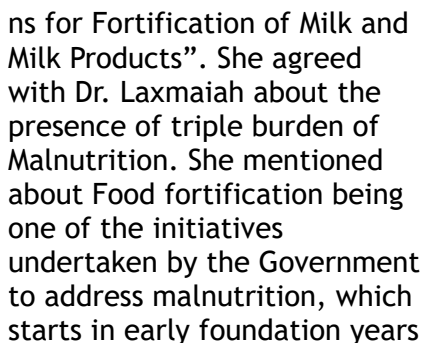 ns for Fortification of Milk and
Milk Products”. She agreed
with Dr. Laxmaiah about the
presence of triple burden of
Malnutrition. She mentioned
about Food fortification being
one of the initiatives
undertaken by the Government
to address malnutrition, which
starts in early foundation years